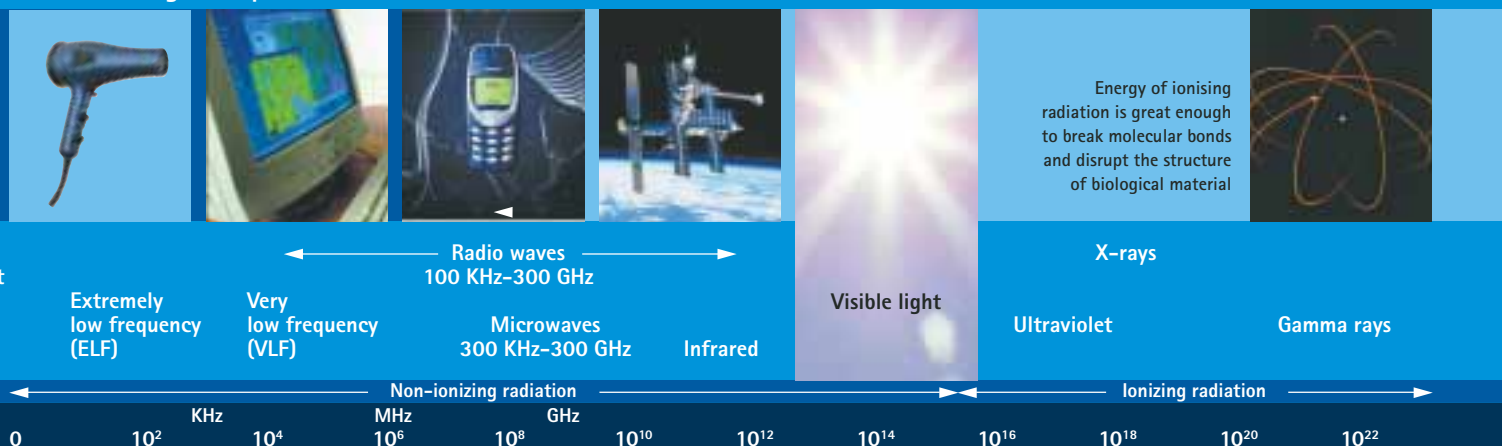 Energy of ionising
radiation is great enough
to break molecular bonds
and disrupt the structure
of biological material
Radio waves
100 KHz–300 GHz
X-rays
t
Extremely
low frequency
(ELF)
Very
low frequency
(VLF)
Microwaves
300 KHz–300 GHz
Infrared
Visible light
Ultraviolet
Gamma rays
Non-ionizing radiation
Ionizing radiation
KHz MHz GHz
0 10² 10⁴ 10⁶ 10⁸ 10¹⁰ 10¹² 10¹⁴ 10¹⁶ 10¹⁸ 10²⁰ 10²²